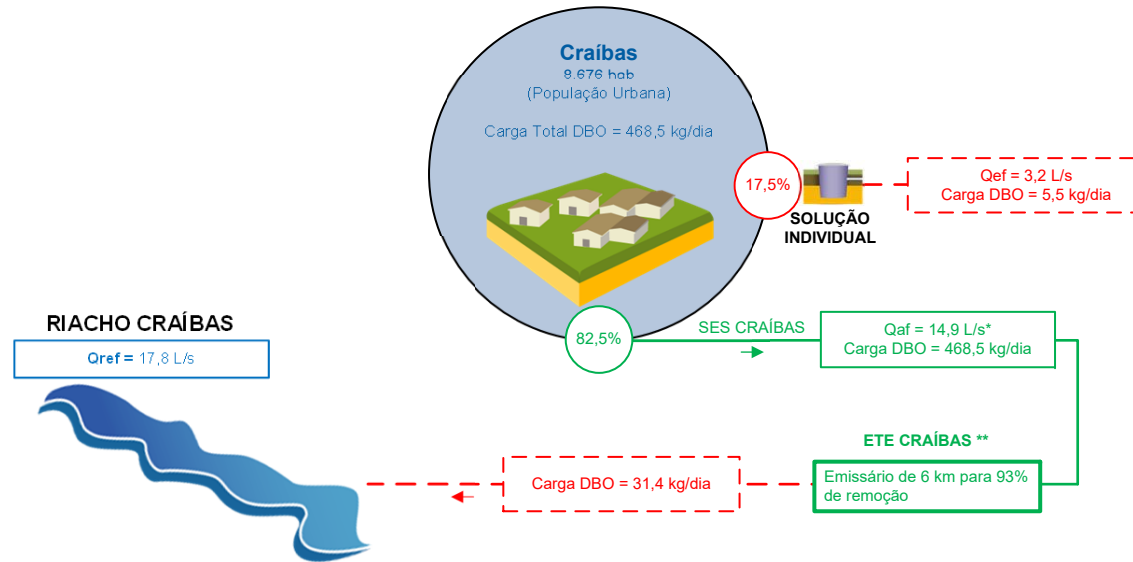 Craíbas
8.676 hab
(População Urbana)
Carga Total DBO = 468,5 kg/dia
17,5%
SOLUÇÃO
INDIVIDUAL
Qef = 3,2 L/s
Carga DBO = 5,5 kg/dia
82,5%
SES CRAÍBAS
Qaf = 14,9 L/s*
Carga DBO = 468,5 kg/dia
RIACHO CRAÍBAS
Qref = 17,8 L/s
ETE CRAÍBAS **
Emissário de 6 km para 93%
de remoção
Carga DBO = 31,4 kg/dia